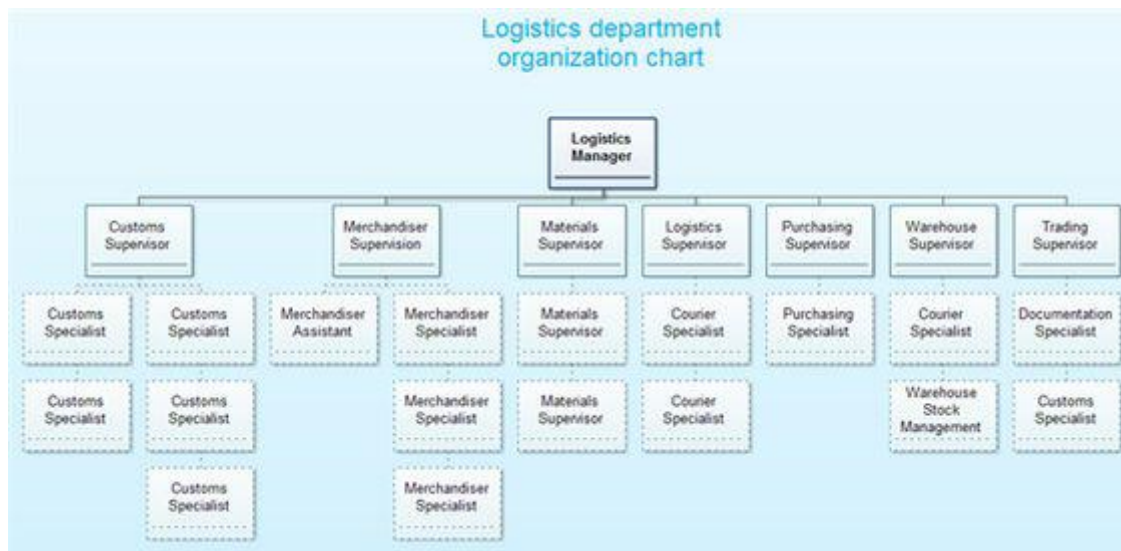 Logistics department
organization chart
Logistics
Manager
Customs
Supervisor
Merchandiser
Supervision
Materials
Supervisor
Logistics
Supervisor
Purchasing
Supervisor
Warehouse
Supervisor
Trading
Supervisor
Customs
Specialist
Customs
Specialist
Merchandiser
Assistant
Merchandiser
Specialist
Materials
Supervisor
Courier
Specialist
Purchasing
Specialist
Courier
Specialist
Documentation
Specialist
Customs
Specialist
Customs
Specialist
Merchandiser
Specialist
Materials
Supervisor
Courier
Specialist
Warehouse
Stock
Management
Customs
Specialist
Customs
Specialist
Merchandiser
Specialist